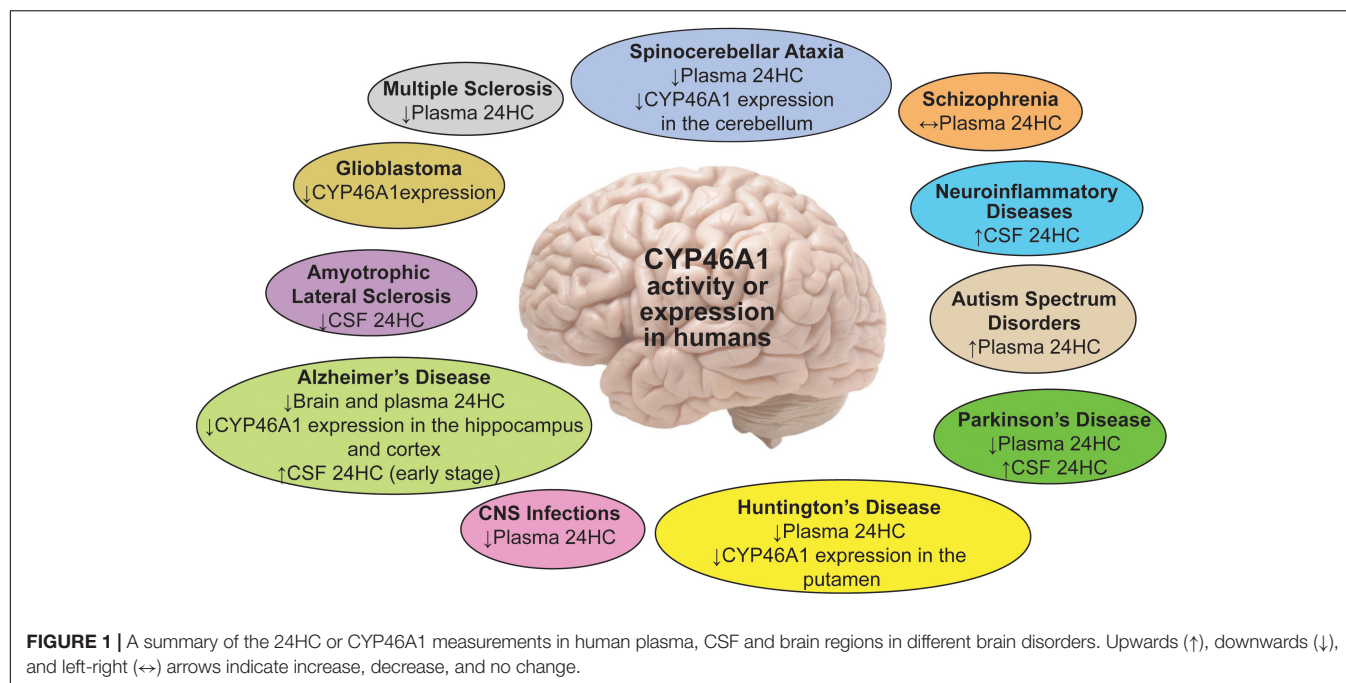 Spinocerebellar Ataxia
↓Plasma 24HC
↓CYP46A1 expression
in the cerebellum
Multiple Sclerosis
↓Plasma 24HC
Schizophrenia
↔Plasma 24HC
Glioblastoma
↓CYP46A1expression
Neuroinflammatory
Diseases
↑CSF 24HC
CYP46A1
activity or
expression
in humans
Amyotrophic
Lateral Sclerosis
↓CSF 24HC
Autism Spectrum
Disorders
↑Plasma 24HC
Alzheimer's Disease
↓Brain and plasma 24HC
↓CYP46A1 expression in the hippocampus
and cortex
↑CSF 24HC (early stage)
Parkinson's Disease
↓Plasma 24HC
↑CSF 24HC
CNS Infections
↓Plasma 24HC
Huntington's Disease
↓Plasma 24HC
↓CYP46A1 expression in the
putamen
FIGURE 1 | A summary of the 24HC or CYP46A1 measurements in human plasma, CSF and brain regions in different brain disorders. Upwards (↑), downwards (↓),
and left-right (↔) arrows indicate increase, decrease, and no change.